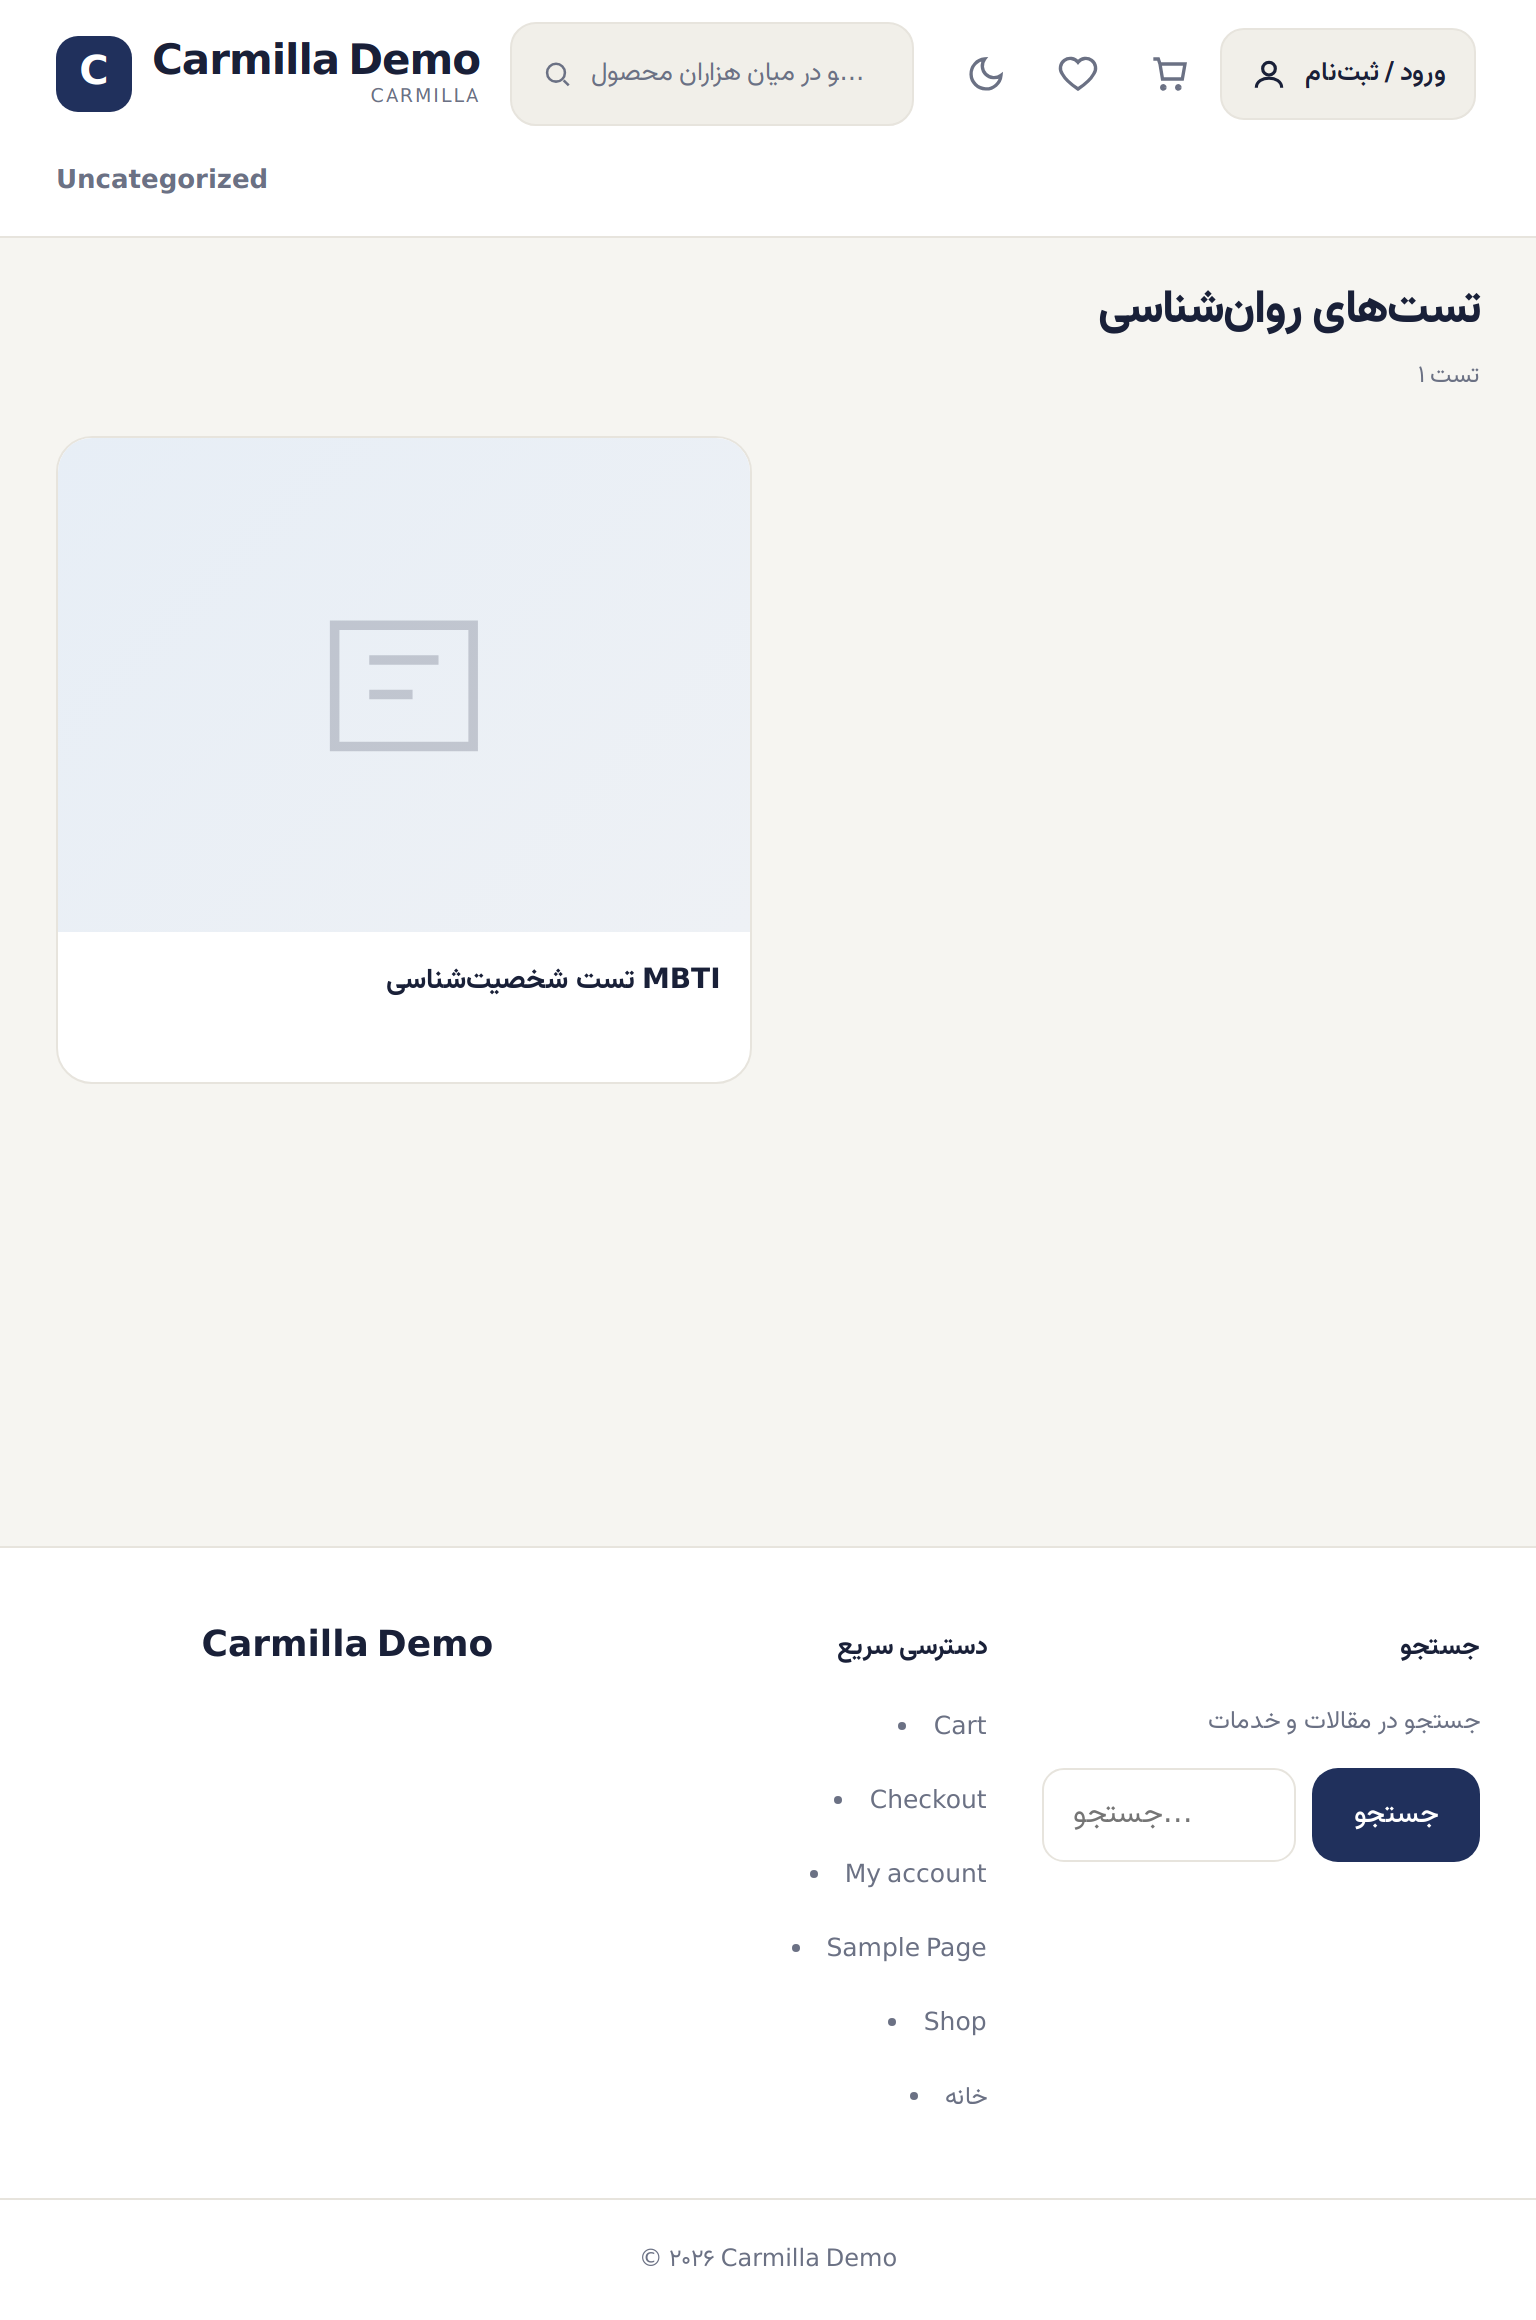 C
Carmilla Demo
CARMILLA
و در میان هزاران محصول...
ورود / ثبت‌نام
Uncategorized
تست‌های روان‌شناسی
تست ۱
MBTI تست شخصیت‌شناسی
Carmilla Demo
دسترسی سریع
Cart
Checkout
My account
Sample Page
Shop
خانه
جستجو
جستجو در مقالات و خدمات
جستجو...
جستجو
© ۲۰۲۶ Carmilla Demo